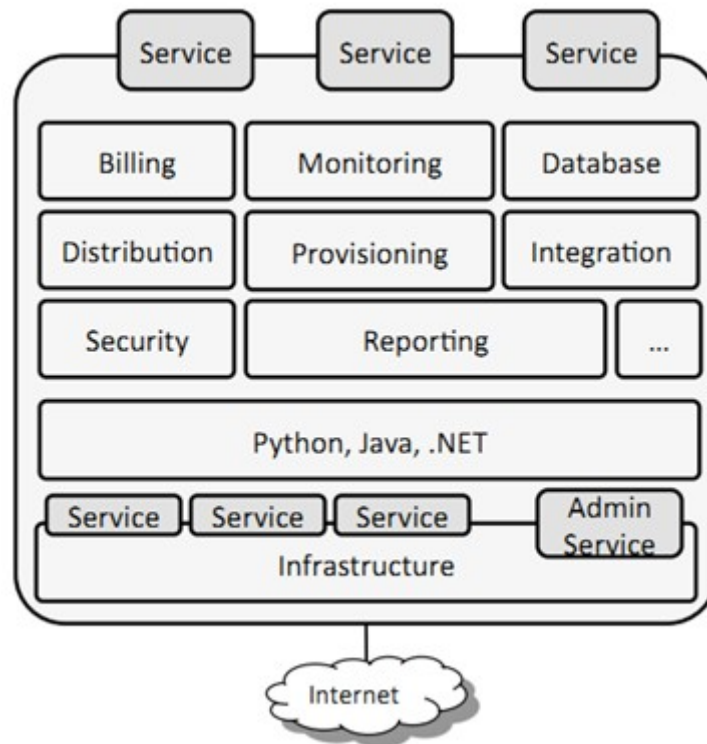 Service
Service
Service
Billing
Monitoring
Database
Distribution
Provisioning
Integration
Security
Reporting
...
Python, Java, .NET
Service
Service
Service
Admin
Service
Infrastructure
Internet